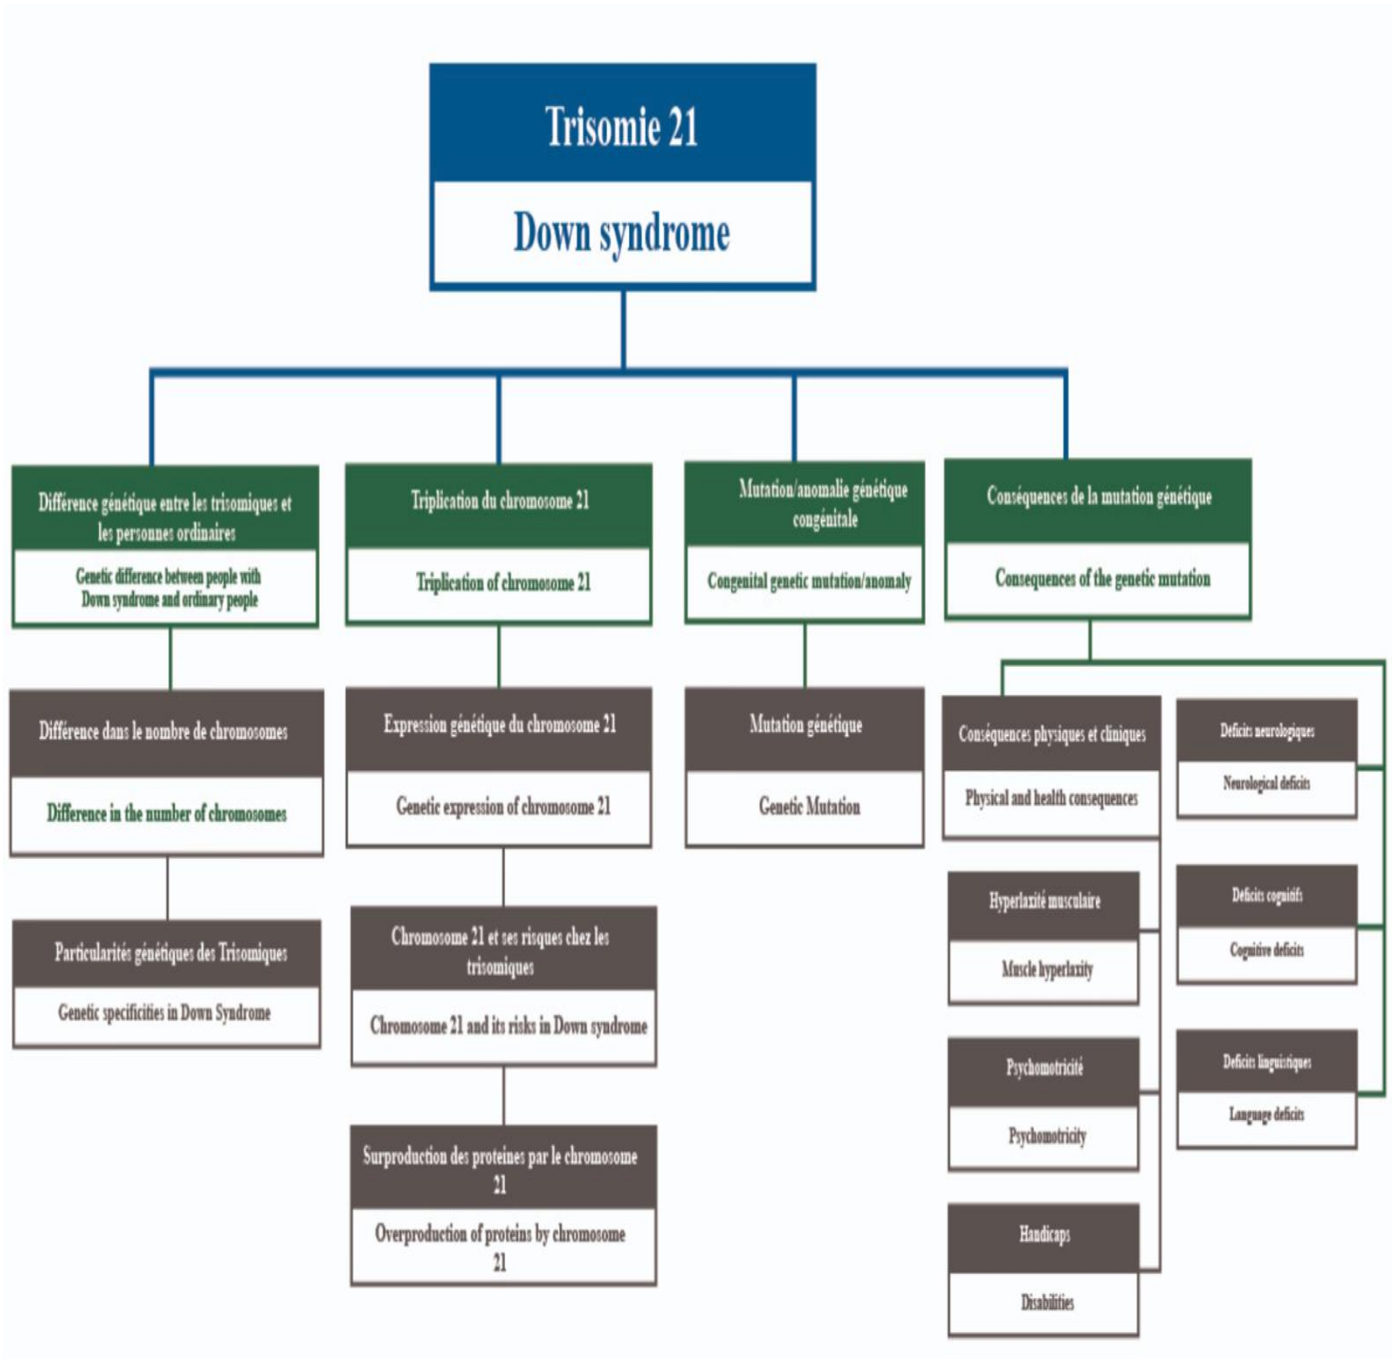 Trisomie 21
Down syndrome
Différence génétique entre les trisomiques et
les personnes ordinaires
Genetic difference between people with
Down syndrome and ordinary people
Triplication du chromosome 21
Triplication of chromosome 21
Mutation/anomalie génétique
congénitale
Congenital genetic mutation/anomaly
Conséquences de la mutation génétique
Consequences of the genetic mutation
Différence dans le nombre de chromosomes
Difference in the number of chromosomes
Particularités génétiques des Trisomiques
Genetic specificities in Down Syndrome
Expression génétique du chromosome 21
Genetic expression of chromosome 21
Chromosome 21 et ses risques chez les
trisomiques
Chromosome 21 and its risks in Down syndrome
Surproduction des proteines par le chromosome
21
Overproduction of proteins by chromosome
21
Mutation génétique
Genetic Mutation
Conséquences physiques et cliniques
Physical and health consequences
Hyperlaxité musculaire
Muscle hyperlaxity
Psychomotricité
Psychomotricity
Handicaps
Disabilities
Deficits neurologiques
Neurological deficits
Deficits cognitifs
Cognitive deficits
Deficits linguistiques
Language deficits